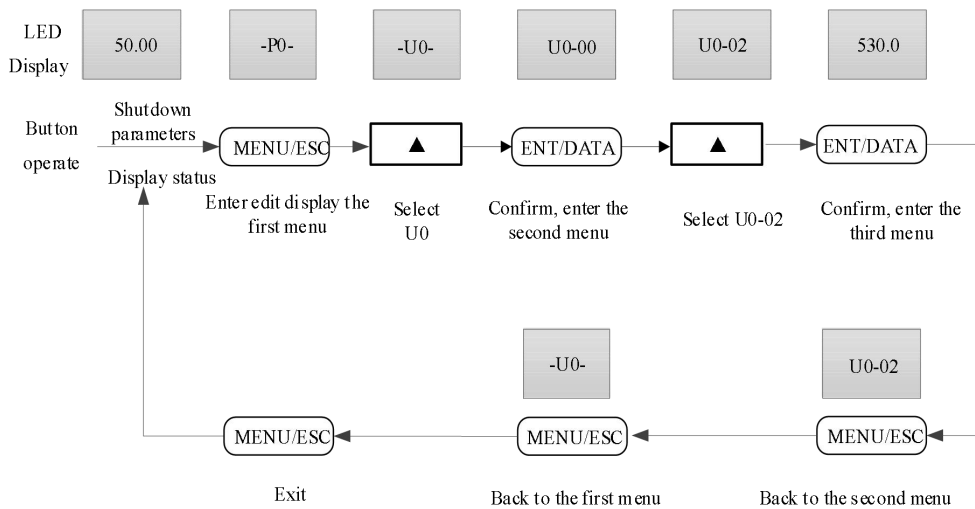 LED
Display
50.00
-P0-
-U0-
U0-00
U0-02
530.0
Button
operate
Shutdown
parameters
Display status
MENU/ESC
▲
ENT/DATA
▲
ENT/DATA
Enter edit display the
first menu
Select
U0
Confirm, enter the
second menu
Select U0-02
Confirm, enter the
third menu
-U0-
U0-02
MENU/ESC
MENU/ESC
MENU/ESC
Exit
Back to the first menu
Back to the second menu